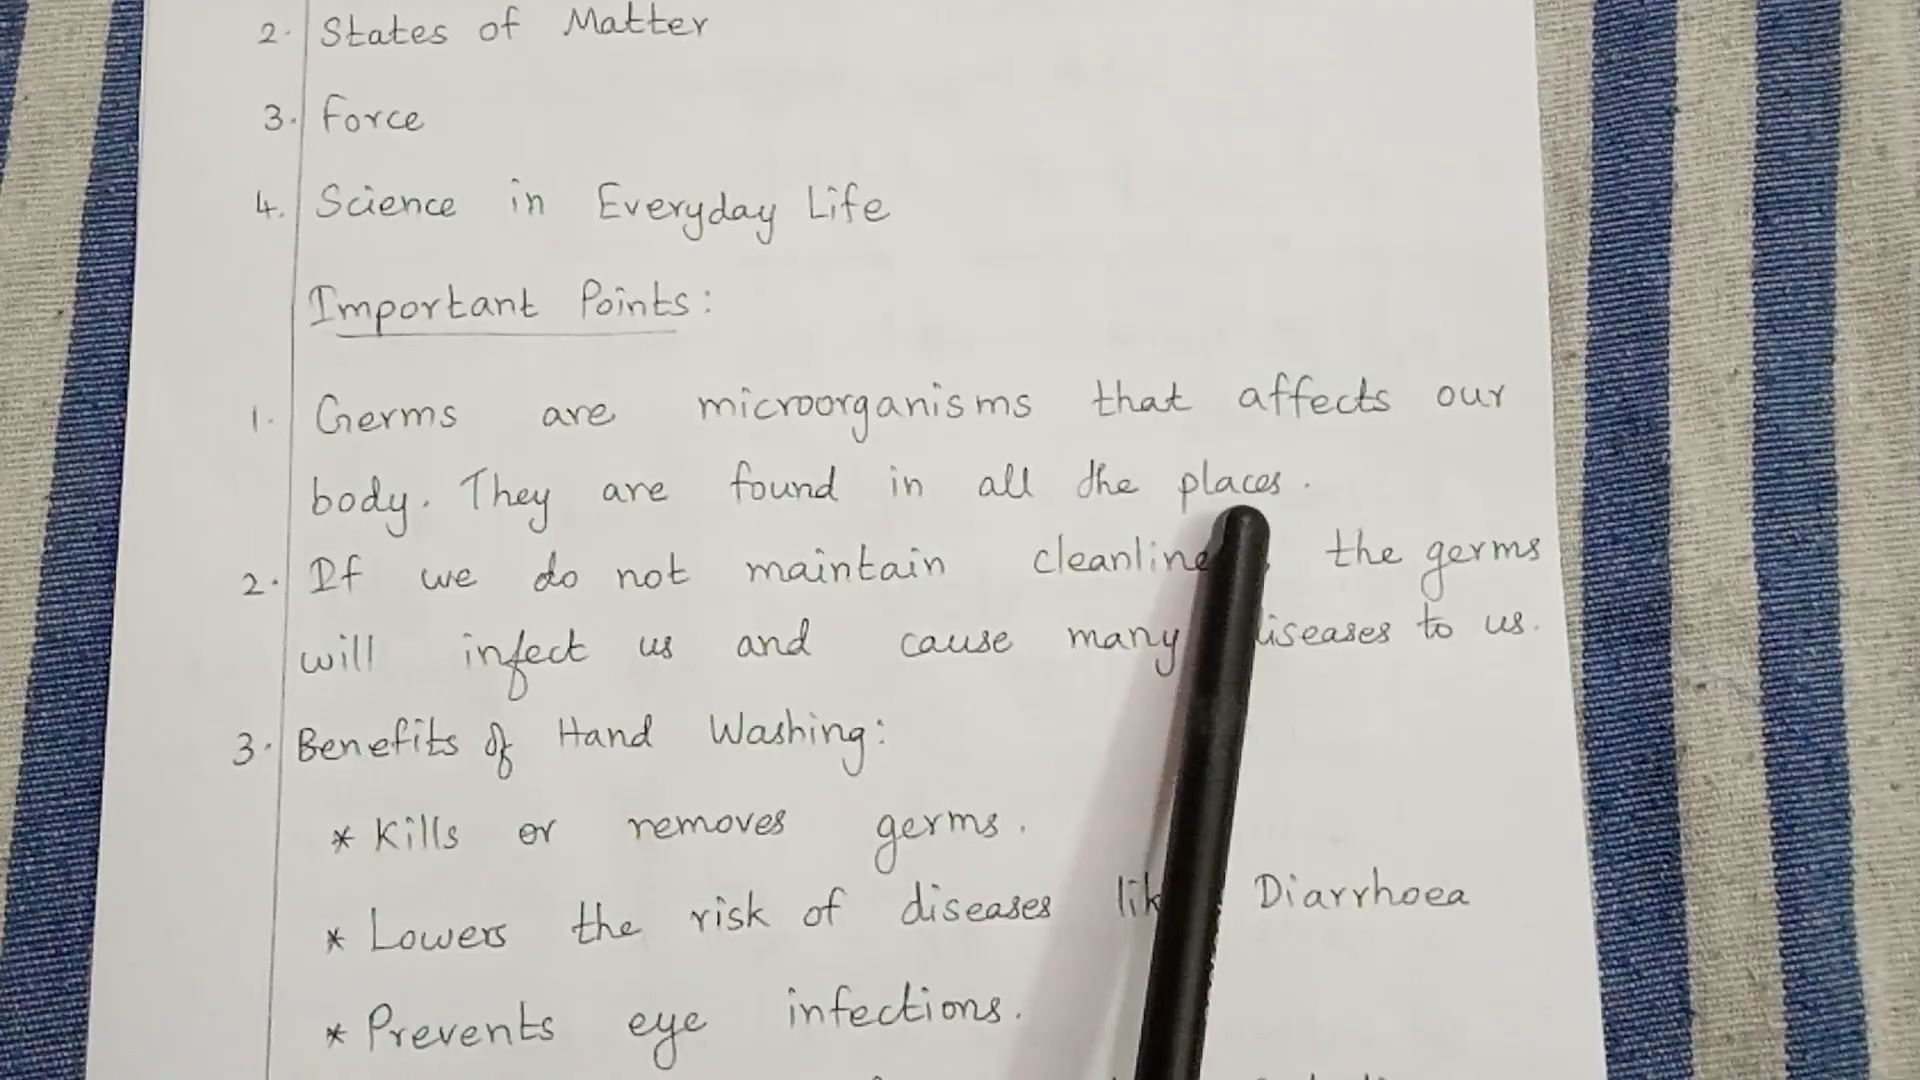 2. States of Matter
3. Force
4. Science in Everyday Life
Important Points:
1. Germs are microorganisms that affects our
body. They are found in all the places.
2. If we do not maintain the germs
will infect us and cause many to us.
3. Benefits of Hand Washing:
* Kills or removes germs.
* Lowers the risk of diseases Diarrhoea
* Prevents eye infections.